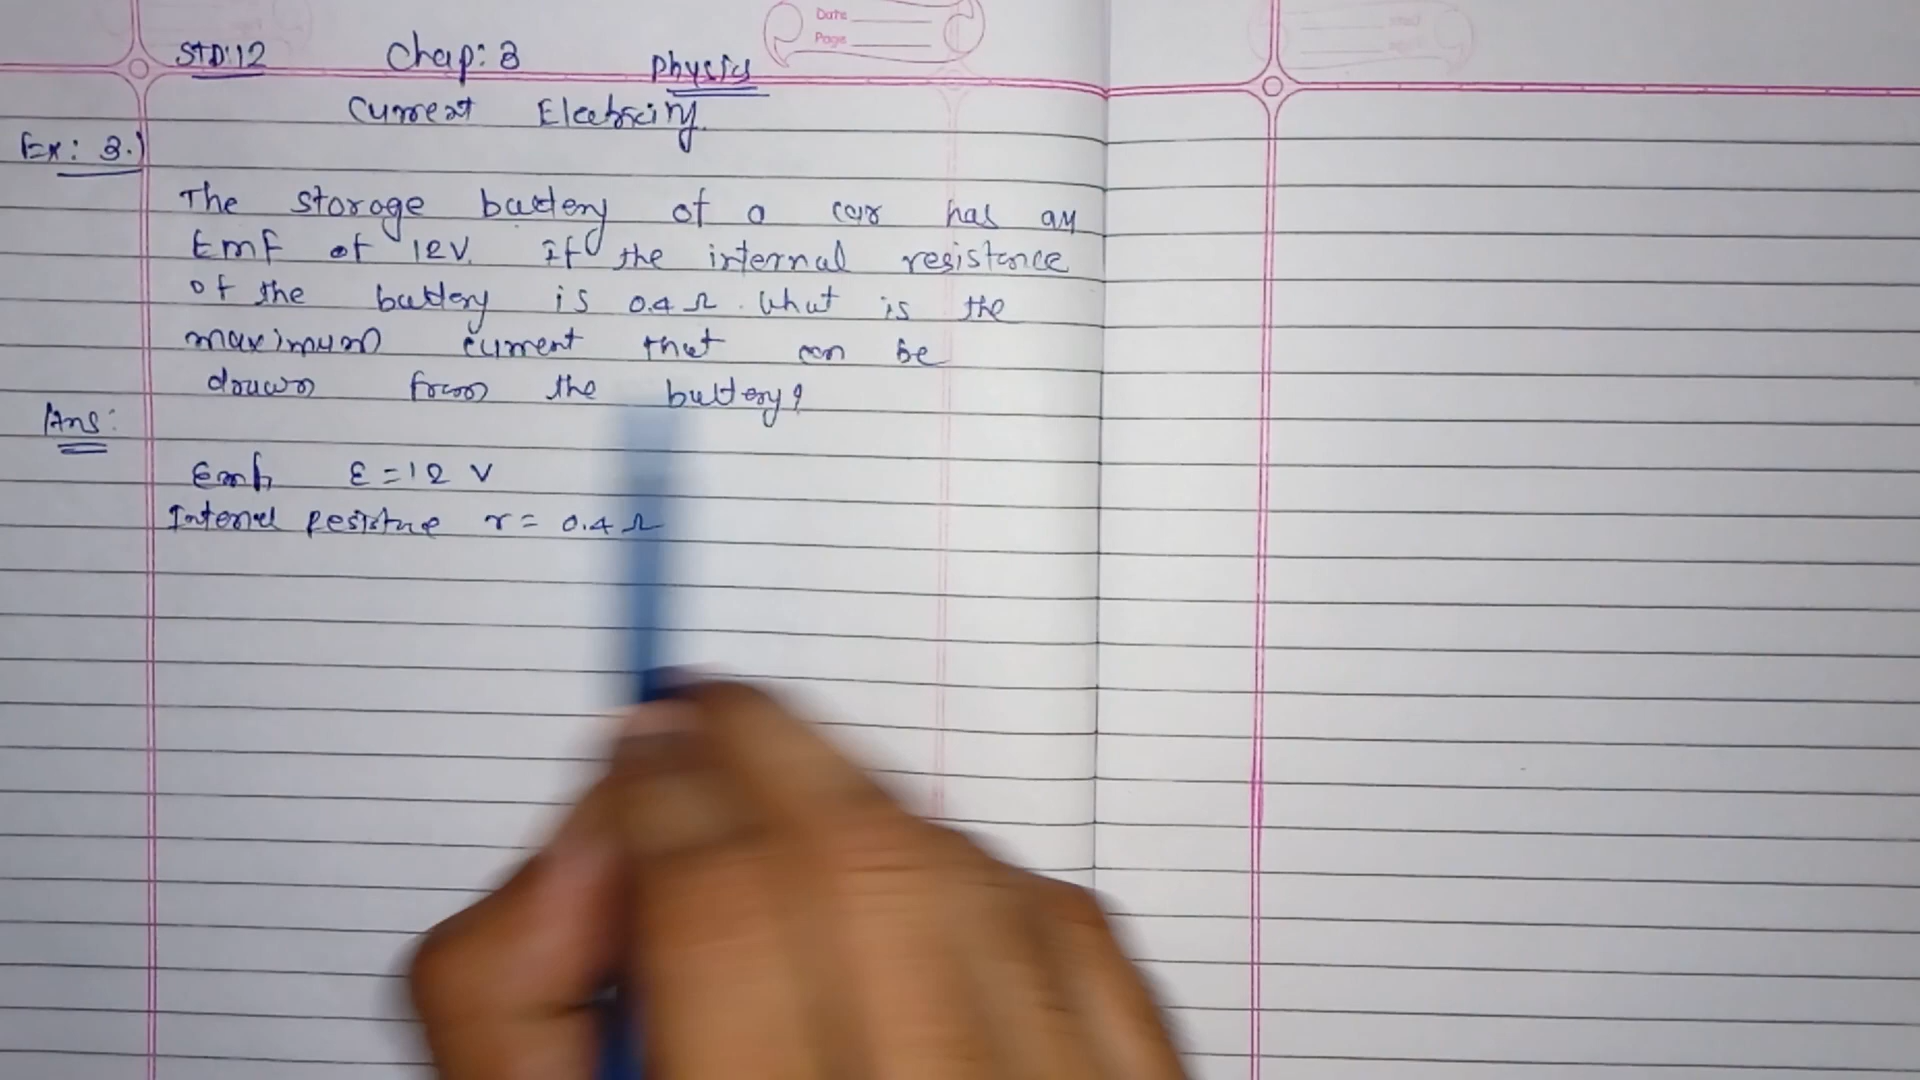 Date
Page
STD:12 Chap: 3 Physics
Current Electricity
Ex: 3.)
The storage battery of a car has an
Emf of 12V. If the internal resistance
of the battery is 0.4 Ω. What is the
maximum current that can be
drawn from the battery?
Ans:
Emf, ε = 12 V
Internal Resistance r = 0.4 Ω